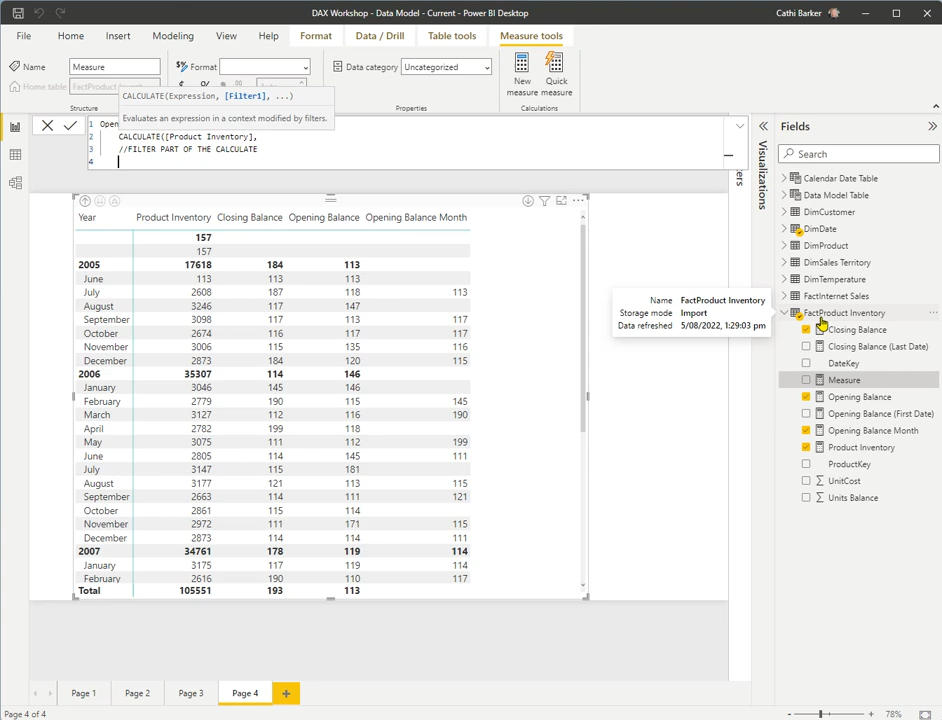 DAX Workshop - Data Model - Current - Power BI Desktop
Cathi Barker
File Home Insert Modeling View Help Format Data / Drill Table tools Measure tools
Name Measure
Format
Data category Uncategorized
New measure
Quick measure
Home table
Structure
Properties
Calculations
CALCULATE(Expression, [Filter1], ...)
Evaluates an expression in a context modified by filters.
1 Open
2 CALCULATE([Product Inventory],
3 //FILTER PART OF THE CALCULATE
4
Visualizations
Fields
Search
Calendar Date Table
Data Model Table
DimCustomer
DimDate
DimProduct
DimSales Territory
DimTemperature
FactInternet Sales
FactProduct Inventory
Closing Balance
Closing Balance (Last Date)
DateKey
Measure
Opening Balance
Opening Balance (First Date)
Opening Balance Month
Product Inventory
ProductKey
UnitCost
Units Balance
Name FactProduct Inventory
Storage mode Import
Data refreshed 5/08/2022, 1:29:03 pm
Year Product Inventory Closing Balance Opening Balance Opening Balance Month
157
157
2005 17618 184 113
June 113 113 113
July 2608 187 118 113
August 3246 117 147
September 3098 117 113 117
October 2674 116 117 117
November 3006 115 135 116
December 2873 184 120 115
2006 35307 114 146
January 3046 145 146
February 2779 190 115 145
March 3127 112 116 190
April 2782 199 118
May 3075 111 112 199
June 2805 114 145 111
July 3147 115 181
August 3177 121 113 115
September 2663 114 111 121
October 2861 115 114
November 2972 111 171 115
December 2873 114 114 111
2007 34761 178 119 114
January 3175 117 119 114
February 2616 190 110 117
Total 105551 193 113
Page 1 Page 2 Page 3 Page 4
Page 4 of 4
78%